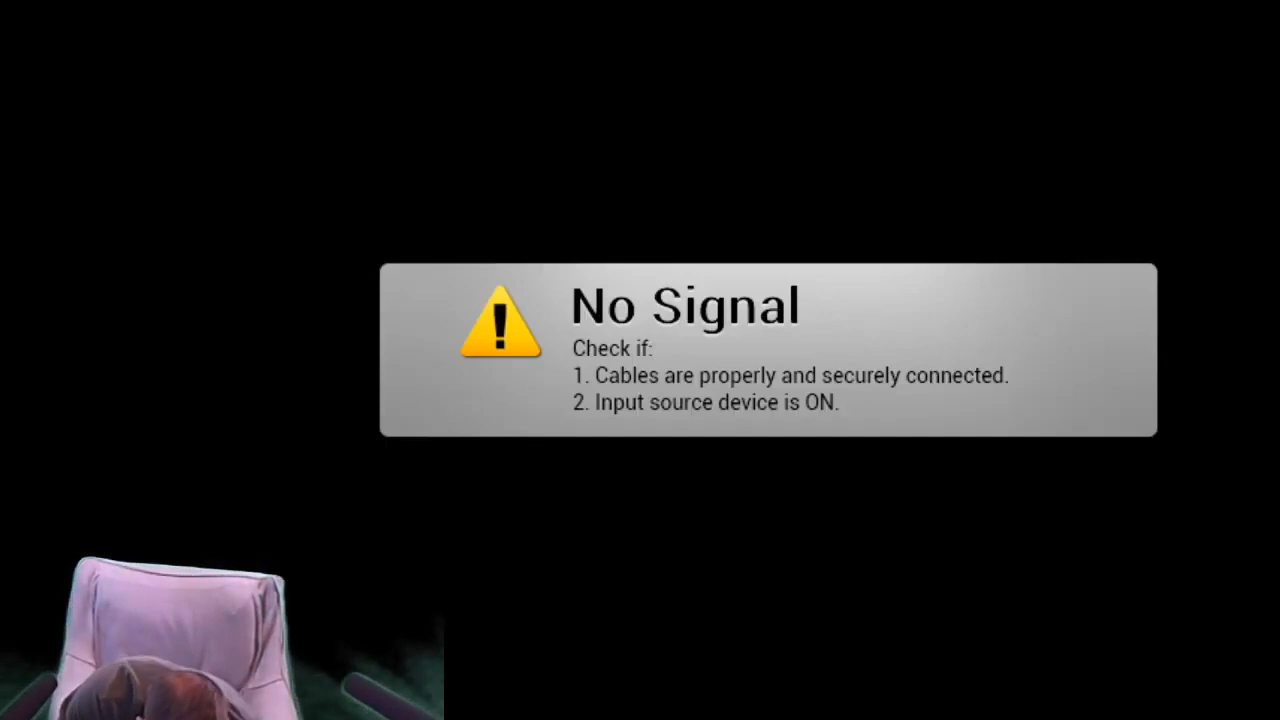 No Signal
Check if:
1. Cables are properly and securely connected.
2. Input source device is ON.